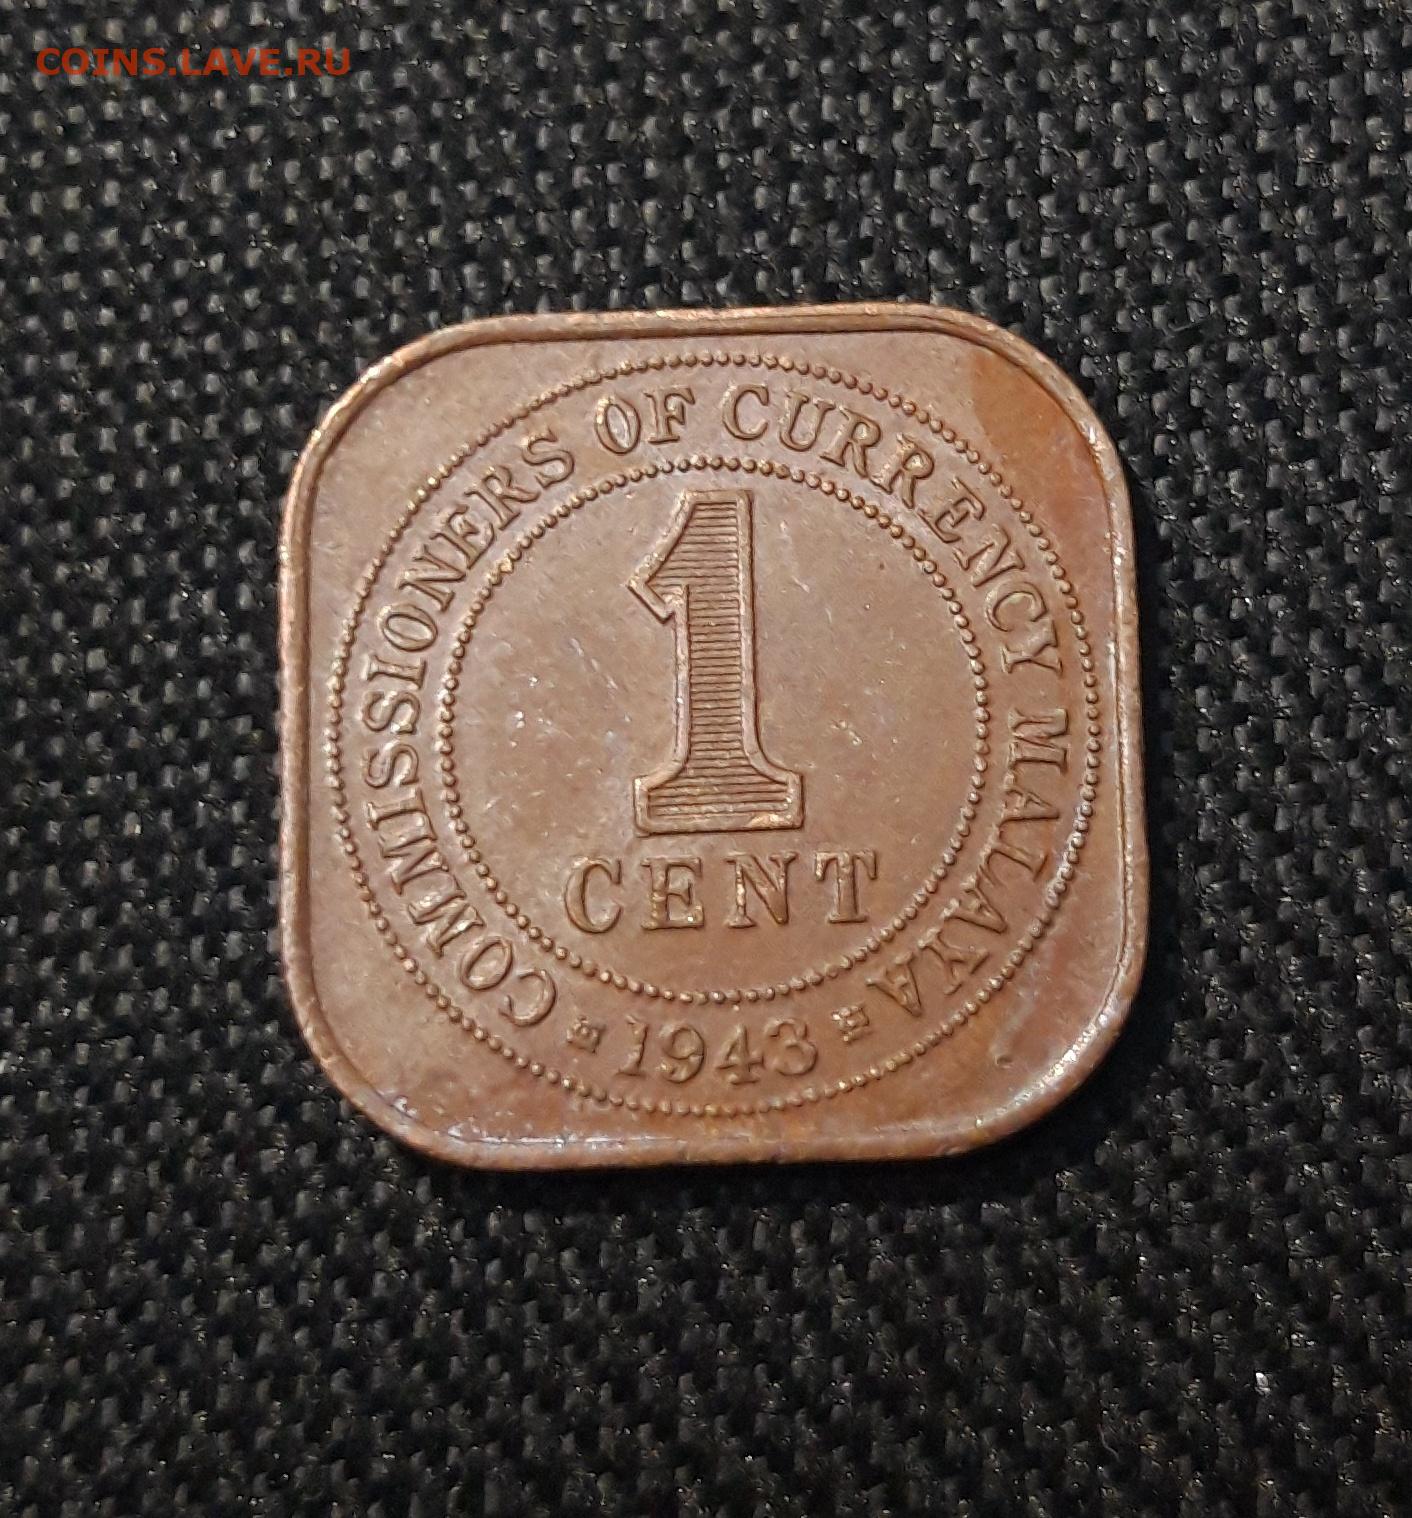 COINS.LAVE.RU
COMMISSIONERS OF CURRENCY MALAYA
1
CENT
1943